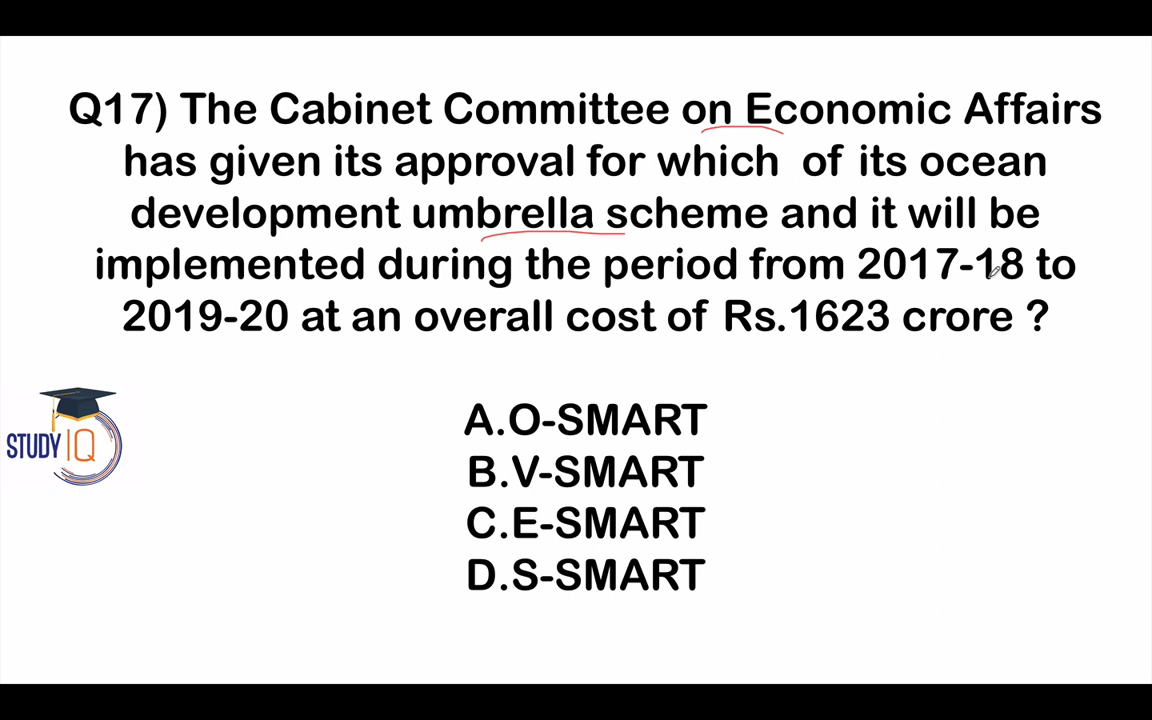 Q17) The Cabinet Committee on Economic Affairs
has given its approval for which of its ocean
development umbrella scheme and it will be
implemented during the period from 2017-18 to
2019-20 at an overall cost of Rs.1623 crore ?
STUDY IQ
A.O-SMART
B.V-SMART
C.E-SMART
D.S-SMART